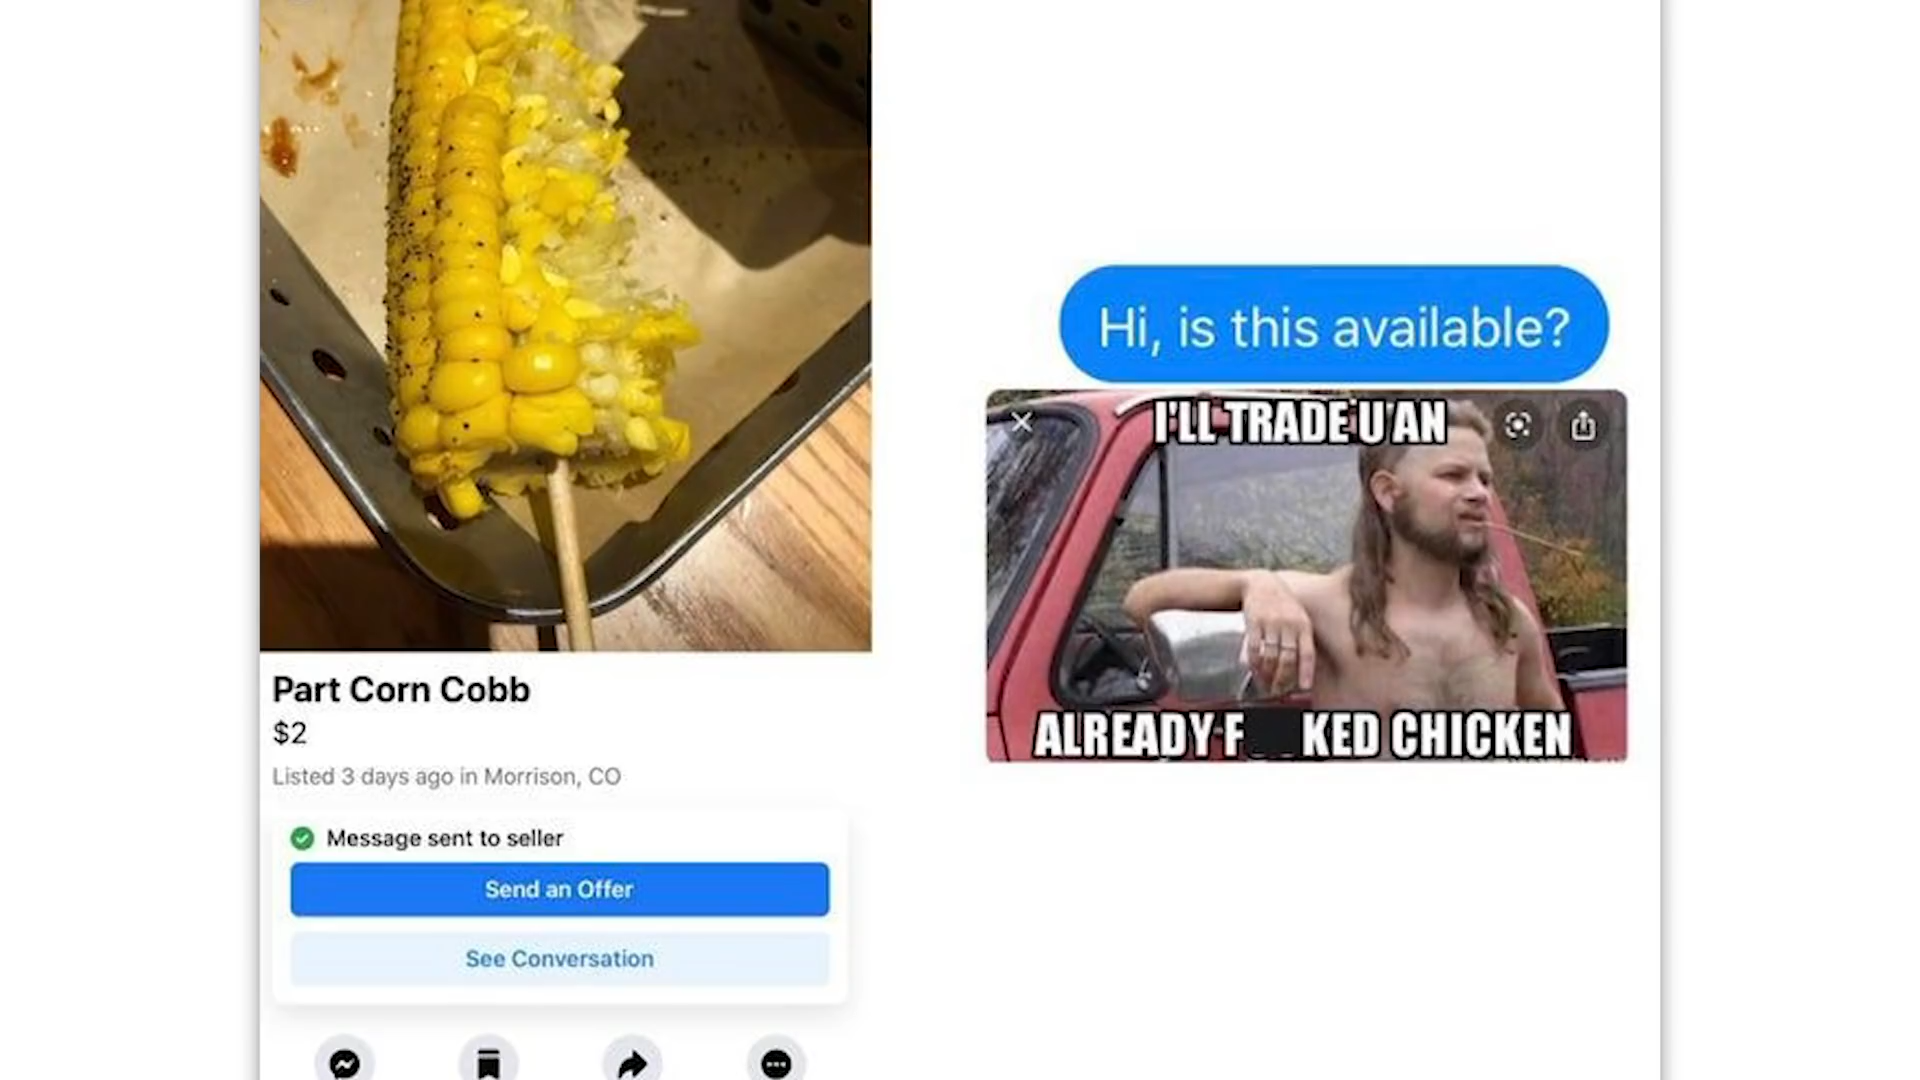 Part Corn Cobb
$2
Listed 3 days ago in Morrison, CO
Message sent to seller
Send an Offer
See Conversation
Hi, is this available?
I'LL TRADE U AN
ALREADY F KED CHICKEN